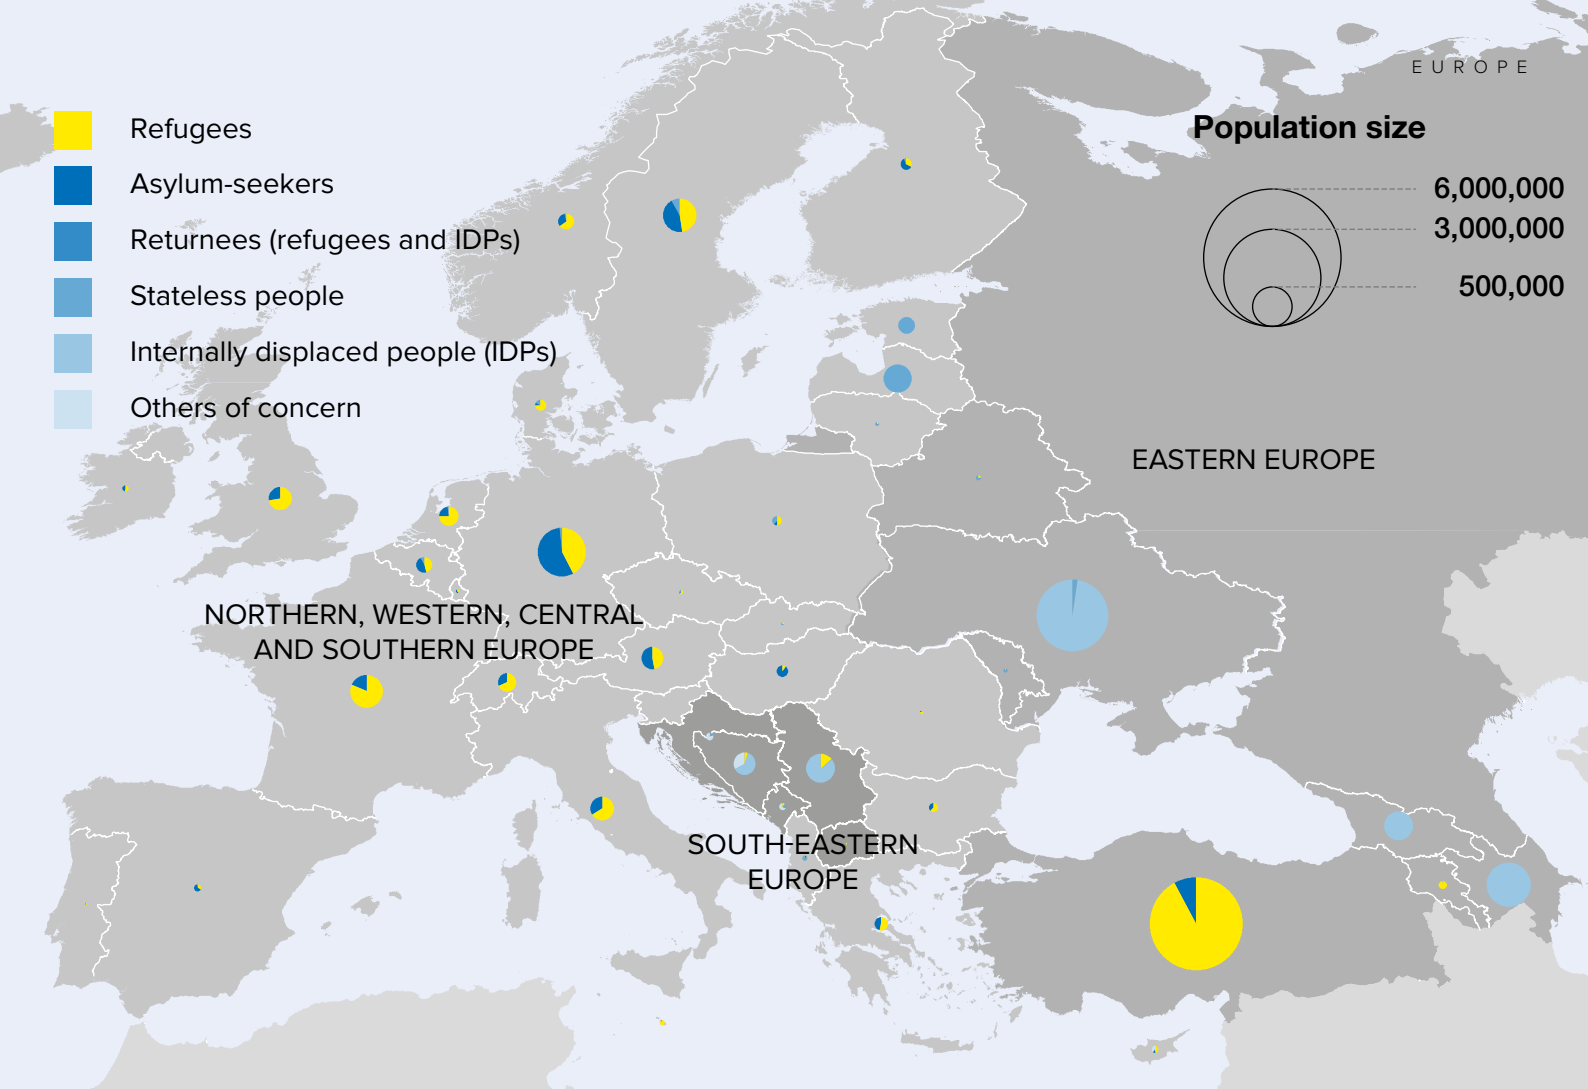 EUROPE
Refugees
Asylum-seekers
Returnees (refugees and IDPs)
Stateless people
Internally displaced people (IDPs)
Others of concern
Population size
6,000,000
3,000,000
500,000
EASTERN EUROPE
NORTHERN, WESTERN, CENTRAL
AND SOUTHERN EUROPE
SOUTH-EASTERN
EUROPE